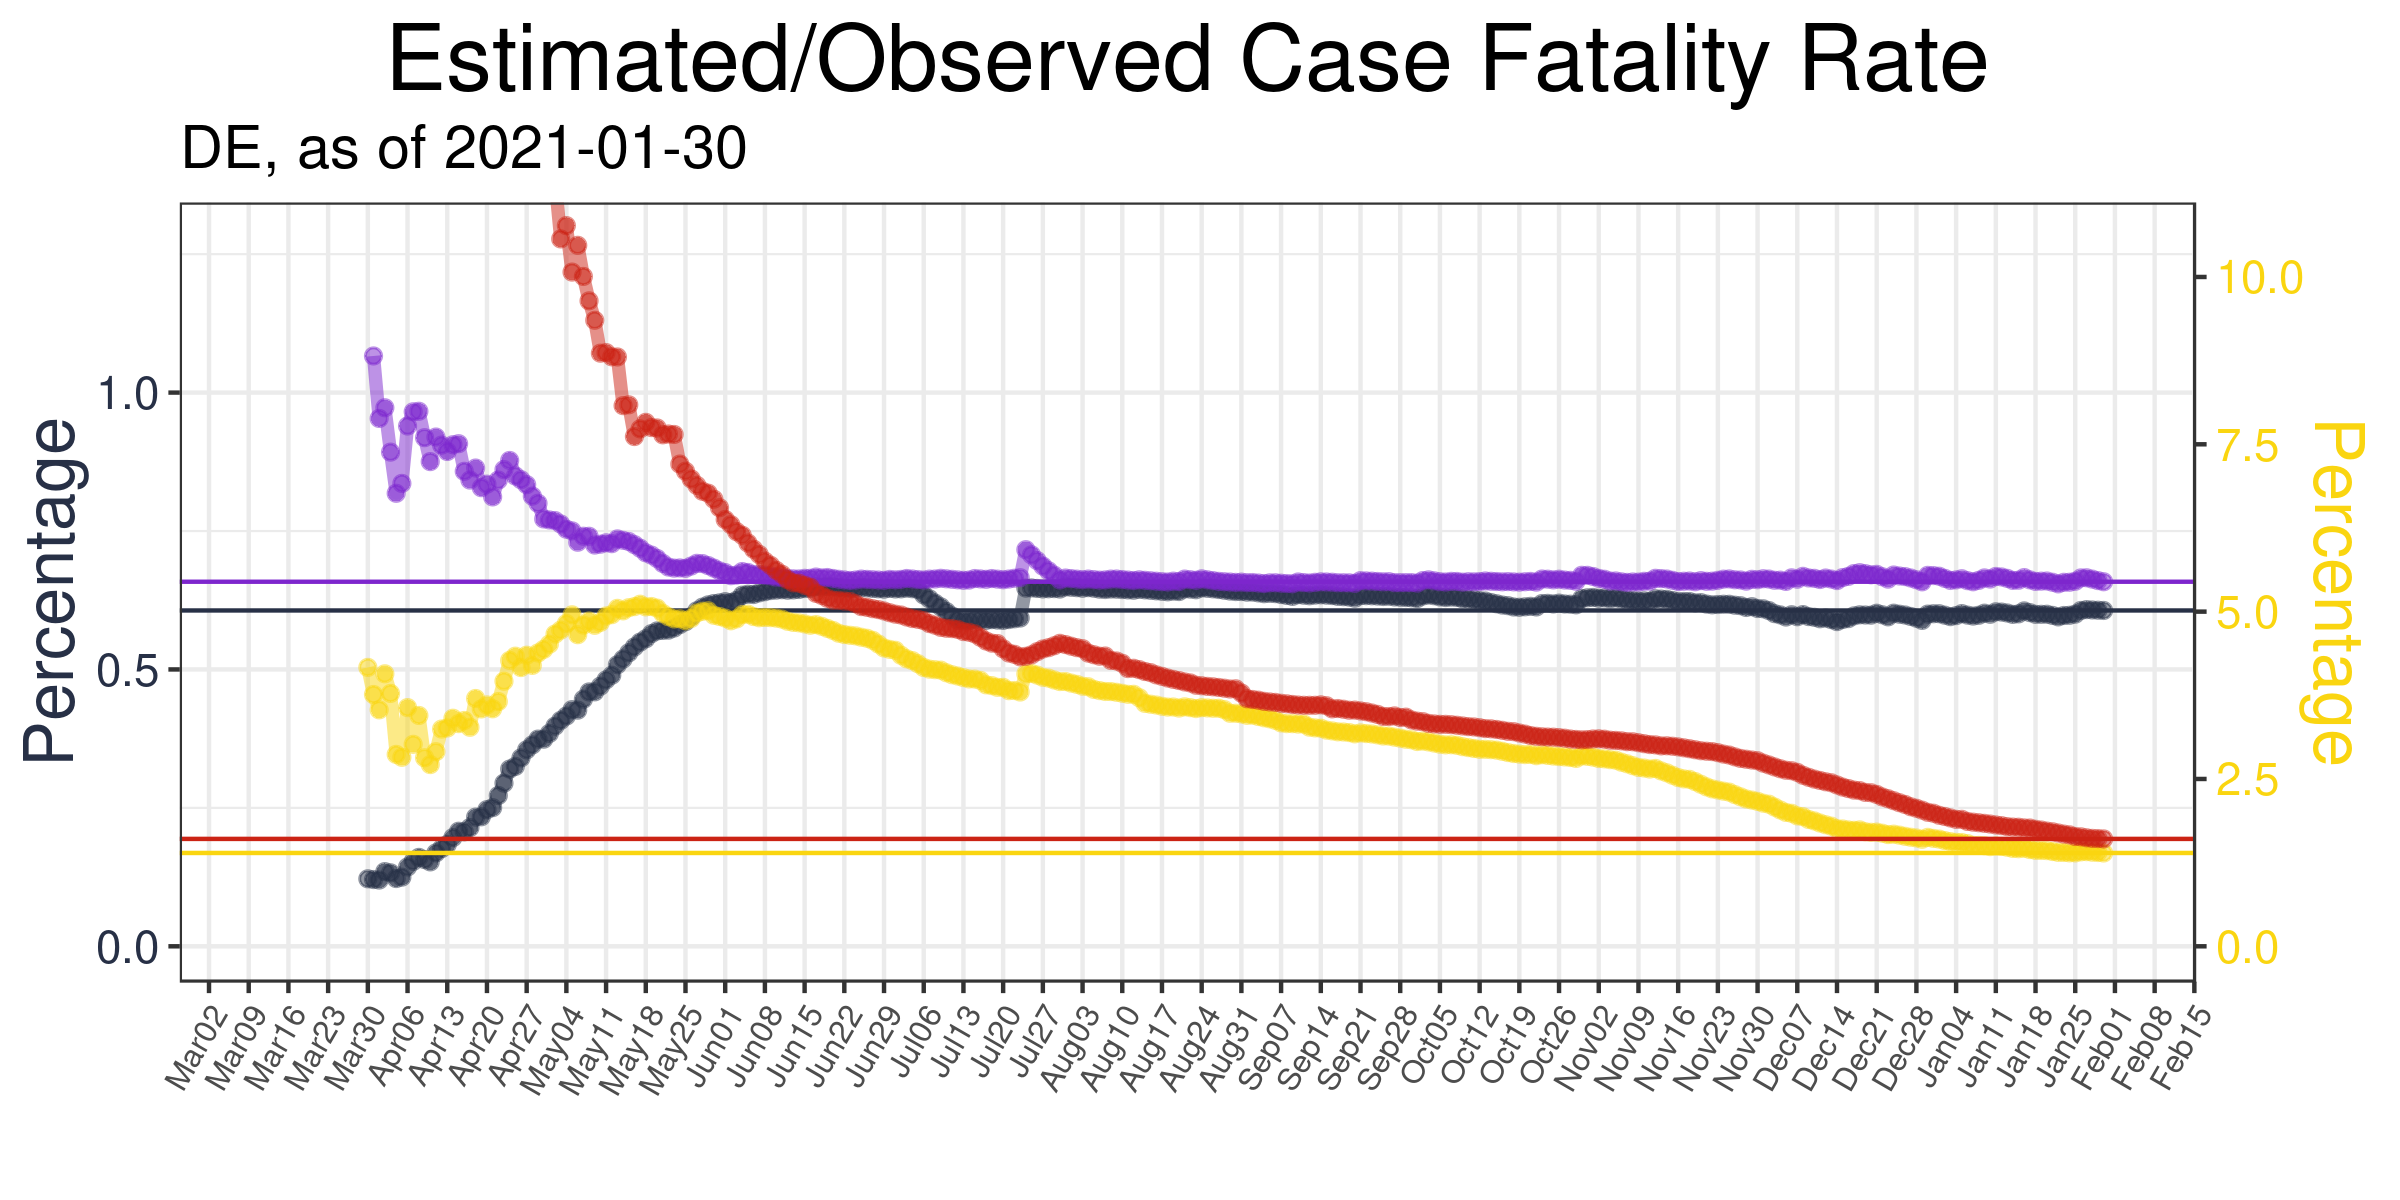 Estimated/Observed Case Fatality Rate
DE, as of 2021-01-30
Percentage
1.0
0.5
0.0
10.0
7.5
5.0
2.5
0.0
Percentage
Mar02
Mar09
Mar16
Mar23
Mar30
Apr06
Apr13
Apr20
Apr27
May04
May11
May18
May25
Jun01
Jun08
Jun15
Jun22
Jun29
Jul06
Jul13
Jul20
Jul27
Aug03
Aug10
Aug17
Aug24
Aug31
Sep07
Sep14
Sep21
Sep28
Oct05
Oct12
Oct19
Oct26
Nov02
Nov09
Nov16
Nov23
Nov30
Dec07
Dec14
Dec21
Dec28
Jan04
Jan11
Jan18
Jan25
Feb01
Feb08
Feb15